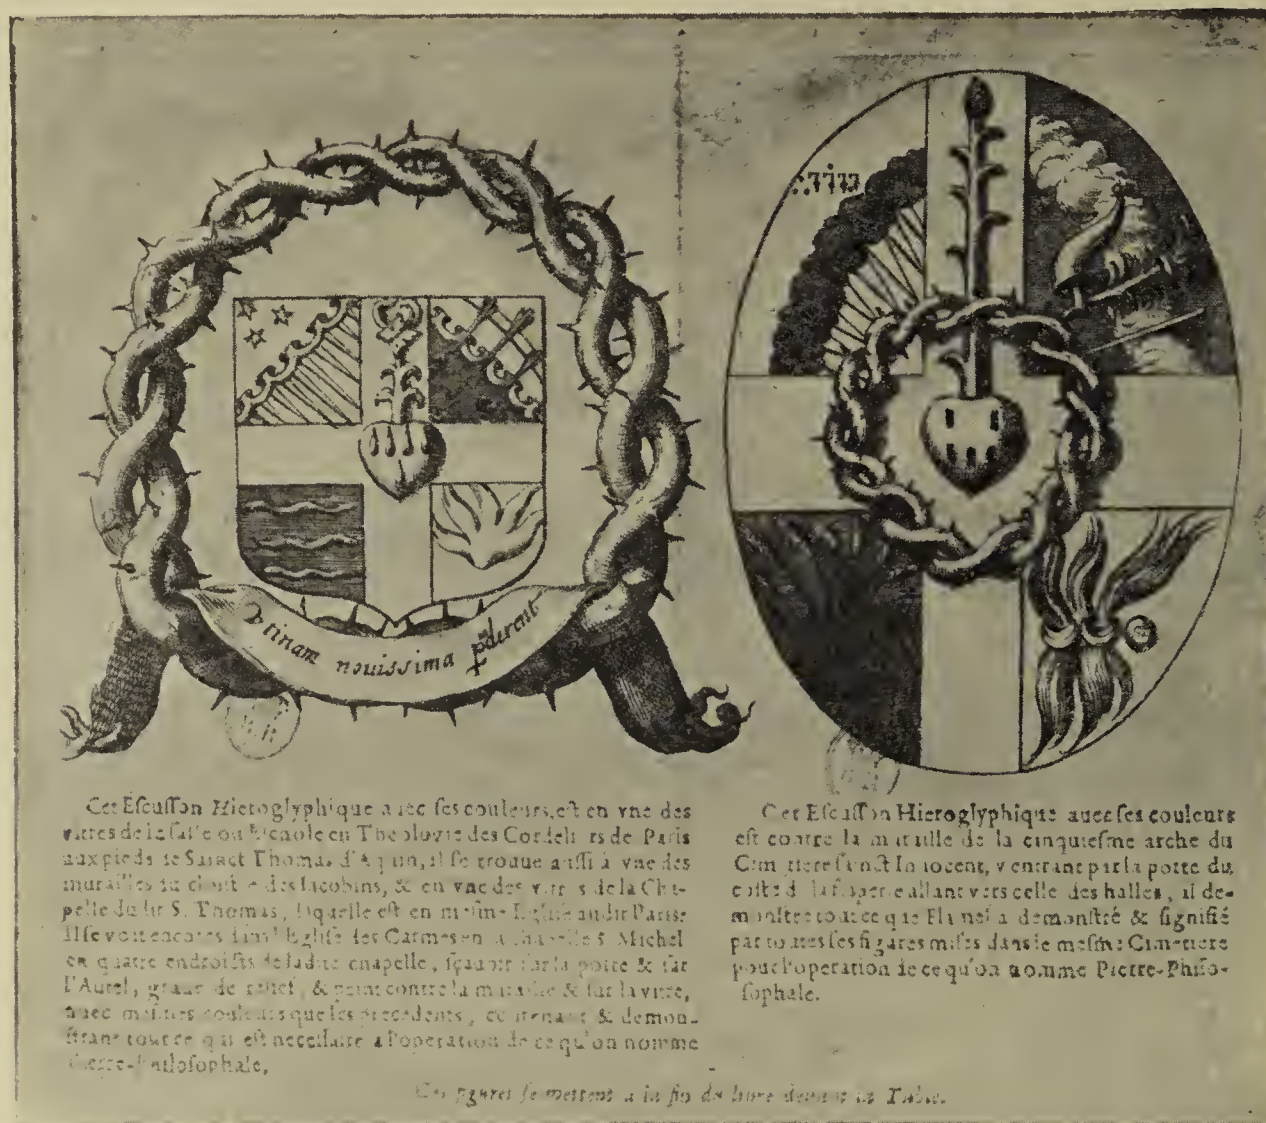 Vtinam nouissima p̃uiderent
Cet Escusson Hieroglyphique auec ses couleurs, est en vne des
vitres de la salle ou Eschole en Theologie des Cordeliers de Paris
aux pieds de Sainct Thomas d'Aquin, il se trouue aussi à vne des
murailles du cloistre des Iacobins, & en vne des vitres de la Cha-
pelle dudit S. Thomas, laquelle est en mesme Eglise audit Paris:
Il se voit encores dans l'Eglise des Carmes en la chapelle S. Michel
en quatre endroicts de ladite chapelle, sçauoir sur la porte & sur
l'Autel, graué de relief, & peint contre la muraille & sur la vitre,
auec mesmes couleurs que les precedents, contenant & demon-
strant tout ce qui est necessaire à l'operation de ce qu'on nomme
Pierre-Philosophale,
Cet Escusson Hieroglyphique auec ses couleurs
est contre la muraille de la cinquiesme arche du
Cimetiere sainct Innocent, y entrant par la porte du
costé d allant vers celle des halles, il de-
monstre tout ce que Flamel a demonstré & signifié
par toutes ses figures mises dans le mesme Cimetiere
pour l'operation de ce qu'on nomme Pierre-Philo-
sophale.
Ces figures se mettent a la fin du liure deuant la Table.